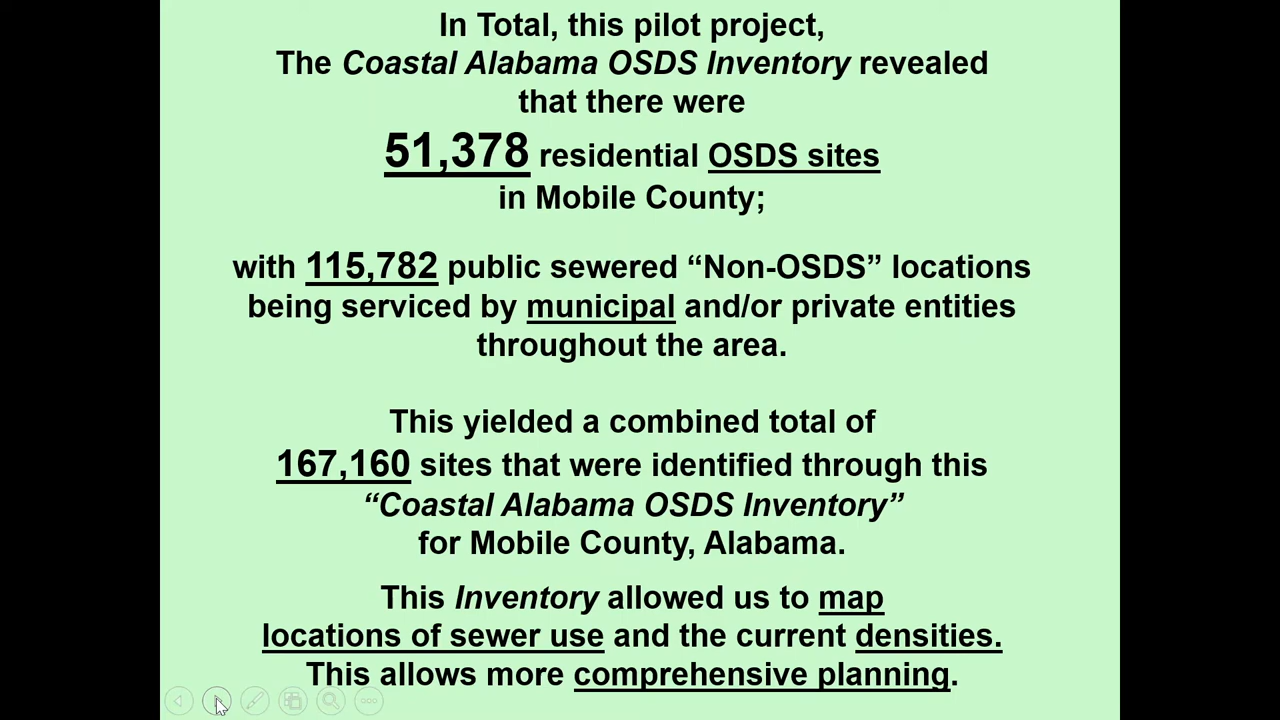 In Total, this pilot project,
The Coastal Alabama OSDS Inventory revealed
that there were
51,378 residential OSDS sites
in Mobile County;
with 115,782 public sewered “Non-OSDS” locations
being serviced by municipal and/or private entities
throughout the area.
This yielded a combined total of
167,160 sites that were identified through this
“Coastal Alabama OSDS Inventory”
for Mobile County, Alabama.
This Inventory allowed us to map
locations of sewer use and the current densities.
This allows more comprehensive planning.